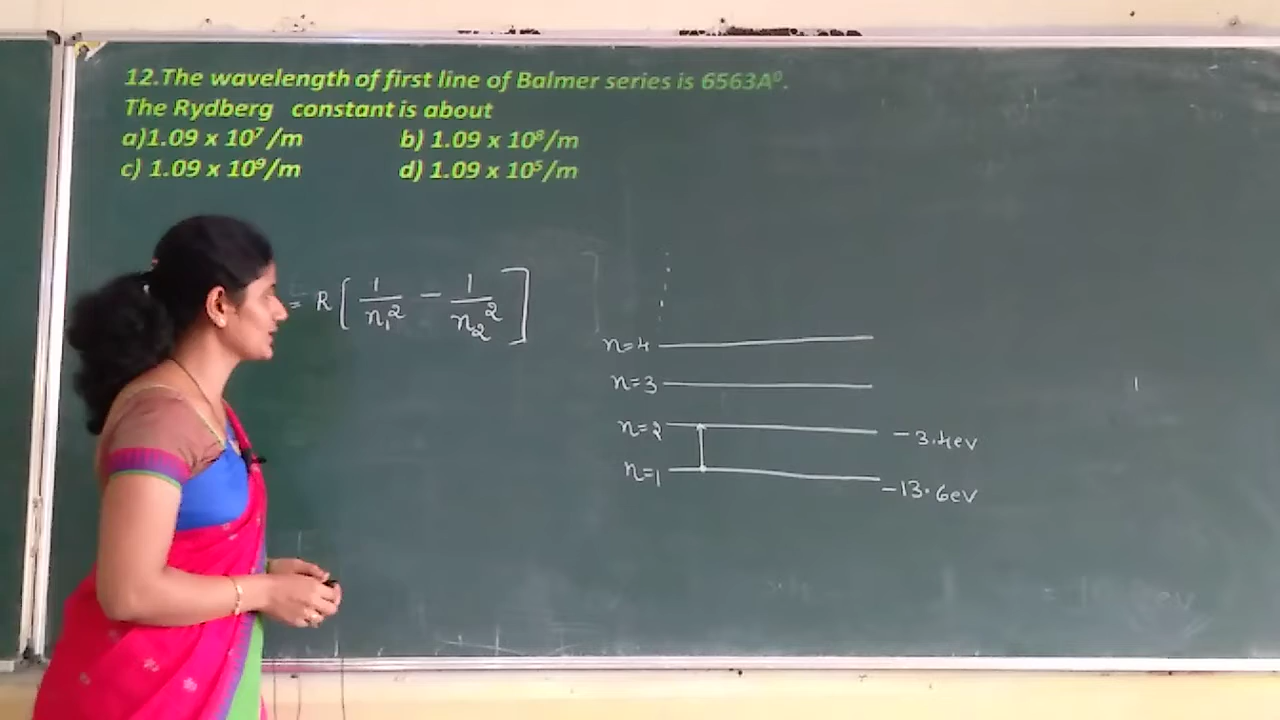 12.The wavelength of first line of Balmer series is 6563A⁰.
The Rydberg constant is about
a)1.09 x 10⁷/m b) 1.09 x 10⁸/m
c) 1.09 x 10⁹/m d) 1.09 x 10⁵/m
= R [ 1/n₁² - 1/n₂² ]
n=4
n=3
n=2 -3.4ev
n=1 -13.6ev